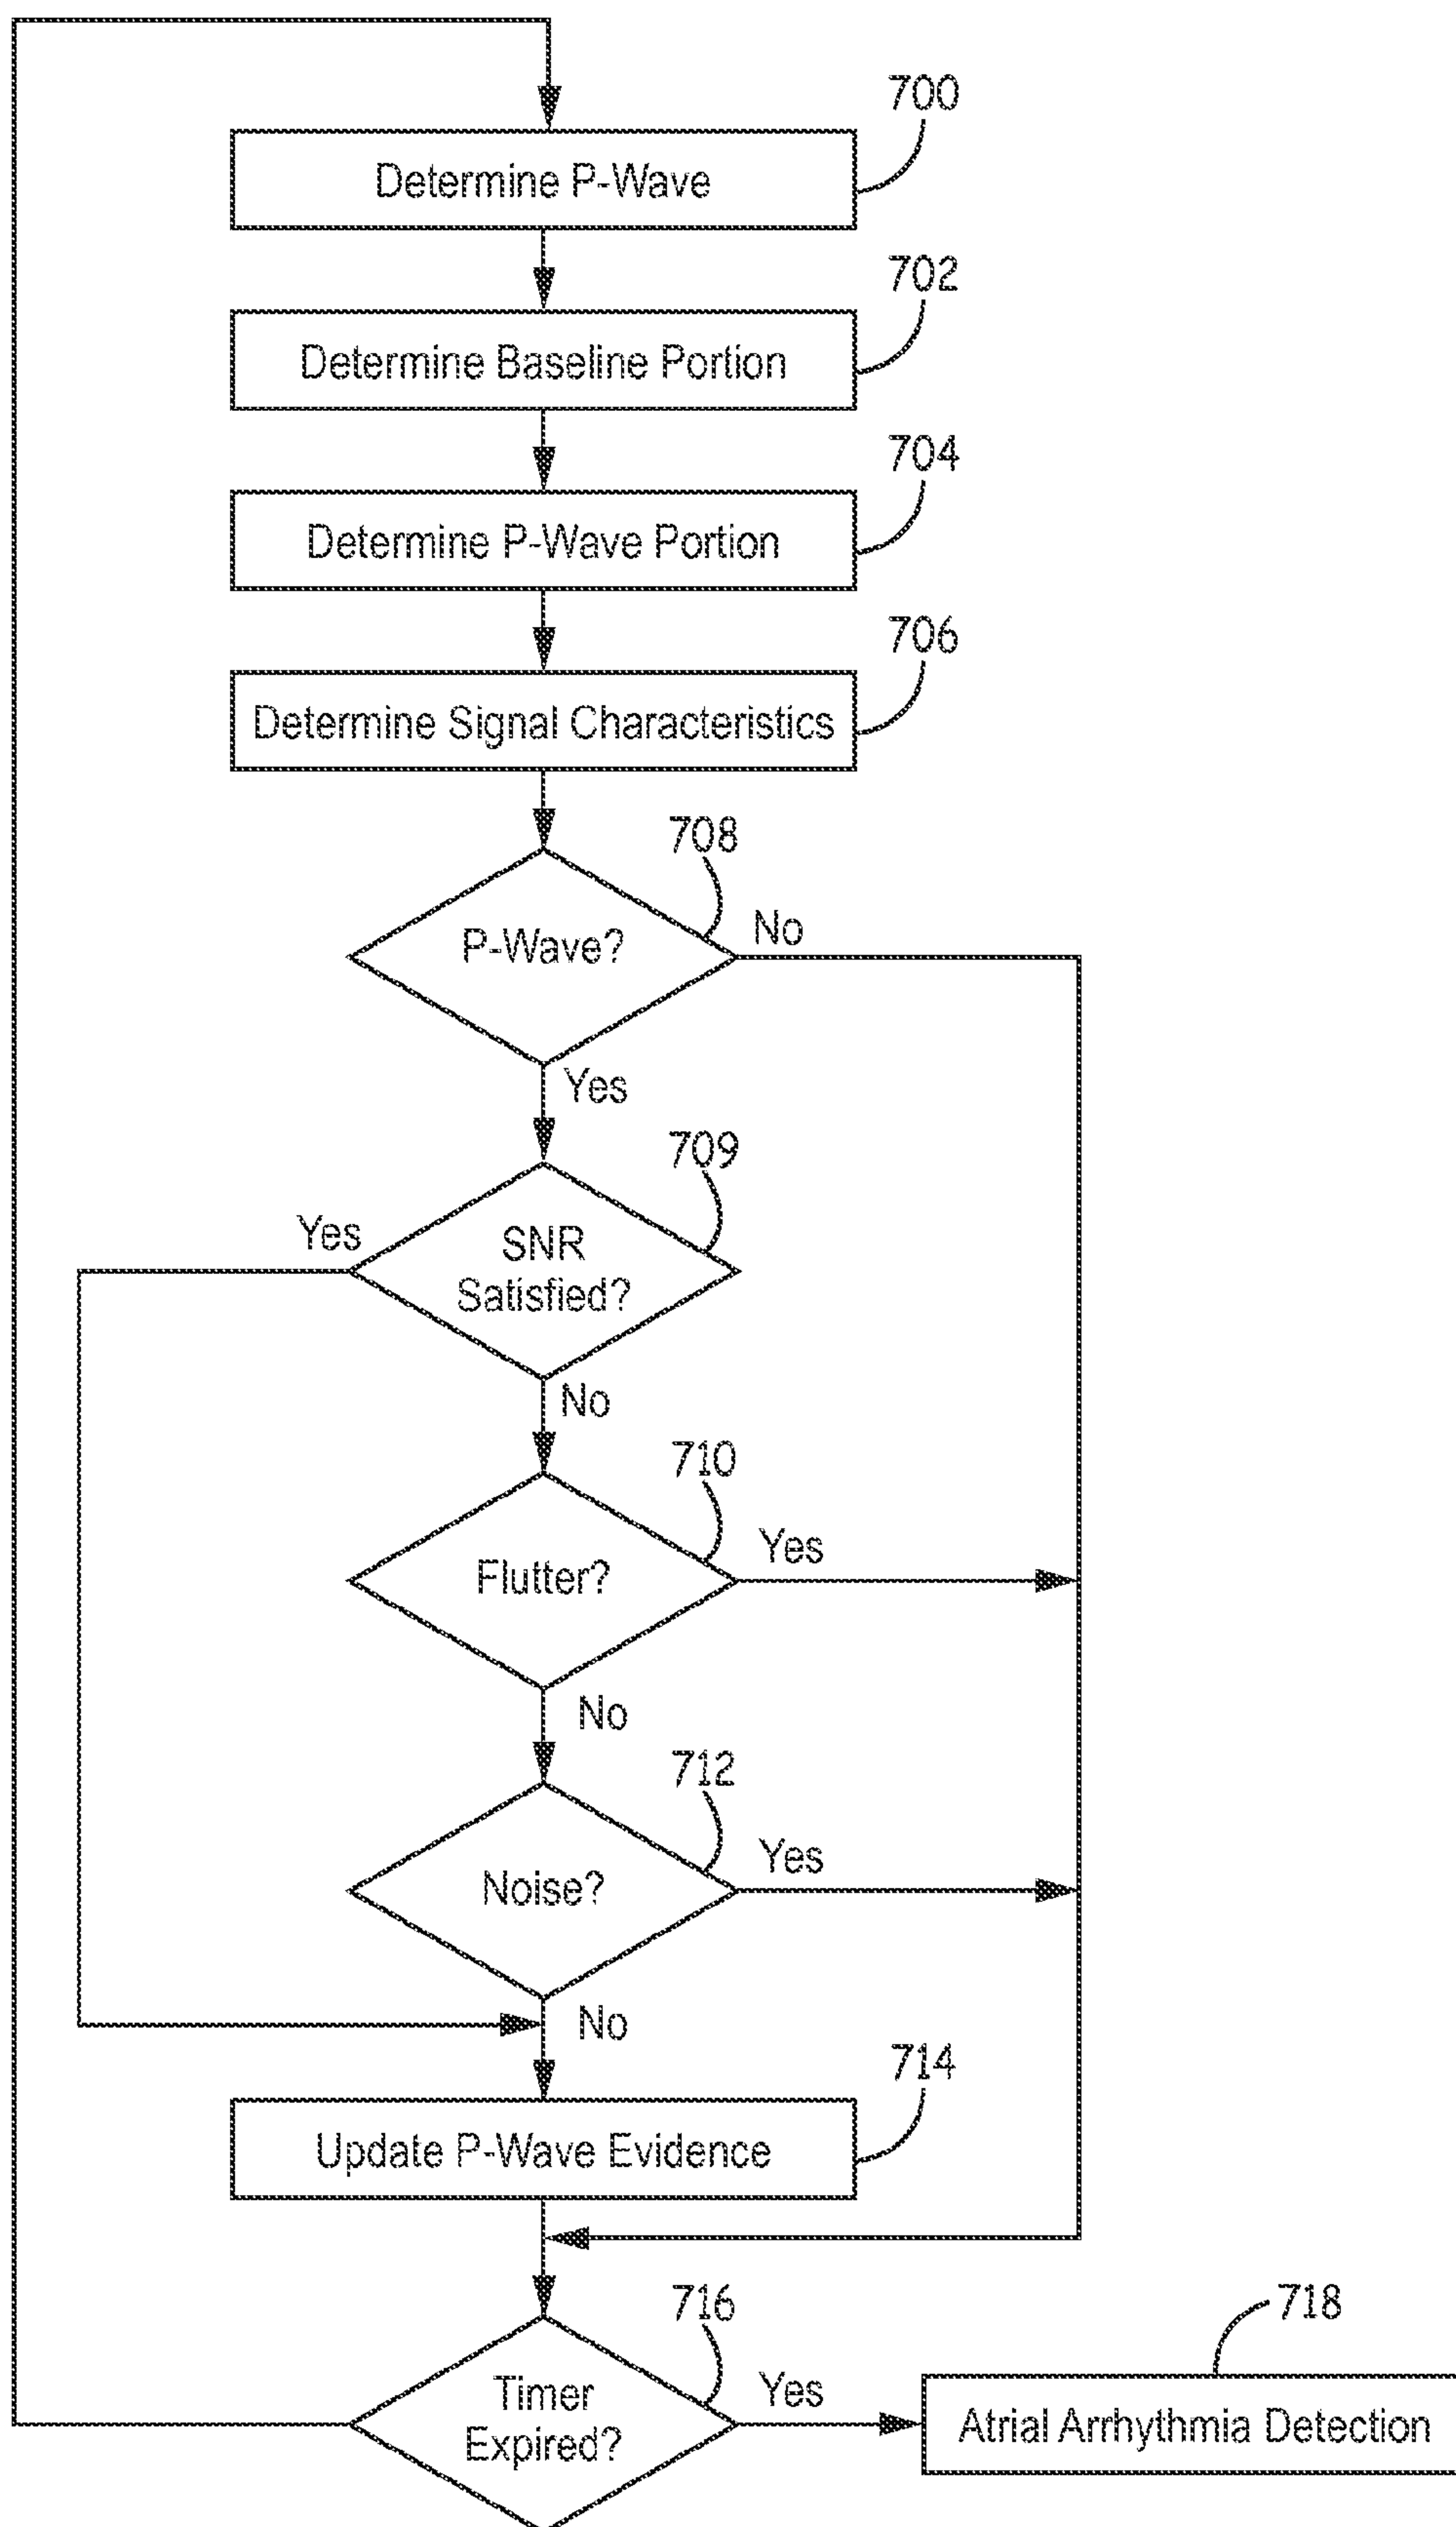 700
Determine P-Wave
702
Determine Baseline Portion
704
Determine P-Wave Portion
706
Determine Signal Characteristics
708
P-Wave?
No
Yes
709
Yes
SNR
Satisfied?
No
710
Flutter?
Yes
No
712
Noise?
Yes
No
714
Update P-Wave Evidence
716
718
Timer
Expired?
Yes
Atrial Arrhythmia Detection